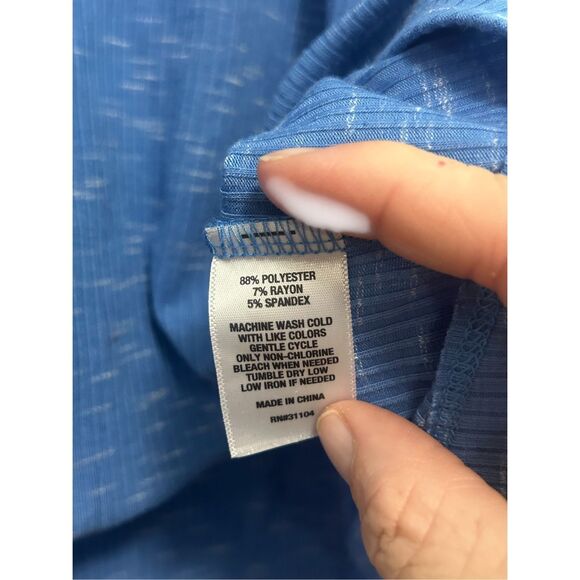 88% POLYESTER
7% RAYON
5% SPANDEX
MACHINE WASH COLD
WITH LIKE COLORS
GENTLE CYCLE
ONLY NON-CHLORINE
BLEACH WHEN NEEDED
TUMBLE DRY LOW
LOW IRON IF NEEDED
MADE IN CHINA
RN#31104